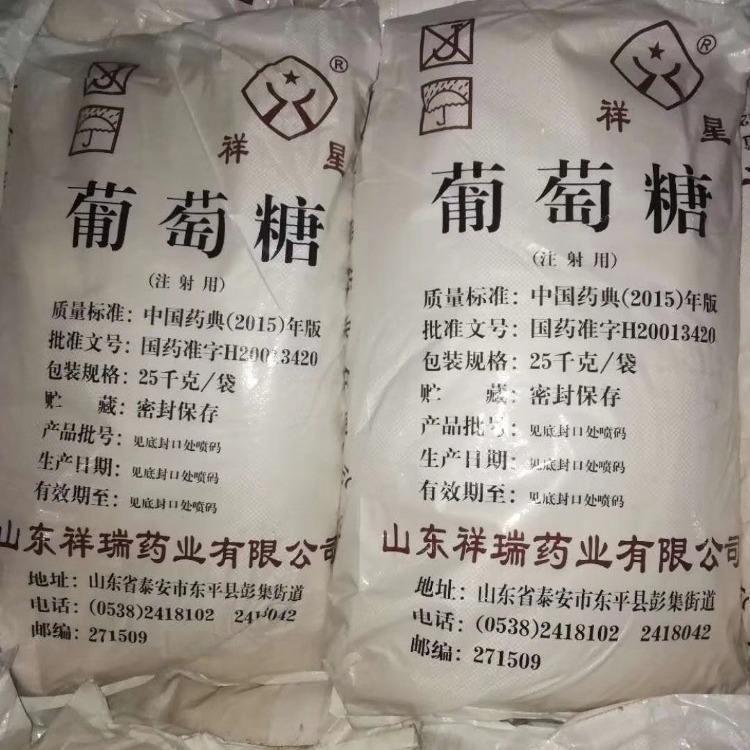 ®
祥 星
葡萄糖
(注射用)
质量标准：中国药典(2015)年版
批准文号：国药准字H20013420
包装规格：25千克/袋
贮 藏：密封保存
产品批号：见底封口处喷码
生产日期：见底封口处喷码
有效期至：见底封口处喷码
山东祥瑞药业有限公司
地址：山东省泰安市东平县彭集街道
电话：(0538)2418102 2418042
邮编：271509
®
祥 星
葡萄糖
(注射用)
质量标准：中国药典(2015)年版
批准文号：国药准字H20013420
包装规格：25千克/袋
贮 藏：密封保存
产品批号：见底封口处喷码
生产日期：见底封口处喷码
有效期至：见底封口处喷码
山东祥瑞药业有限公司
地址：山东省泰安市东平县彭集街道
电话：(0538)2418102 2418042
邮编：271509